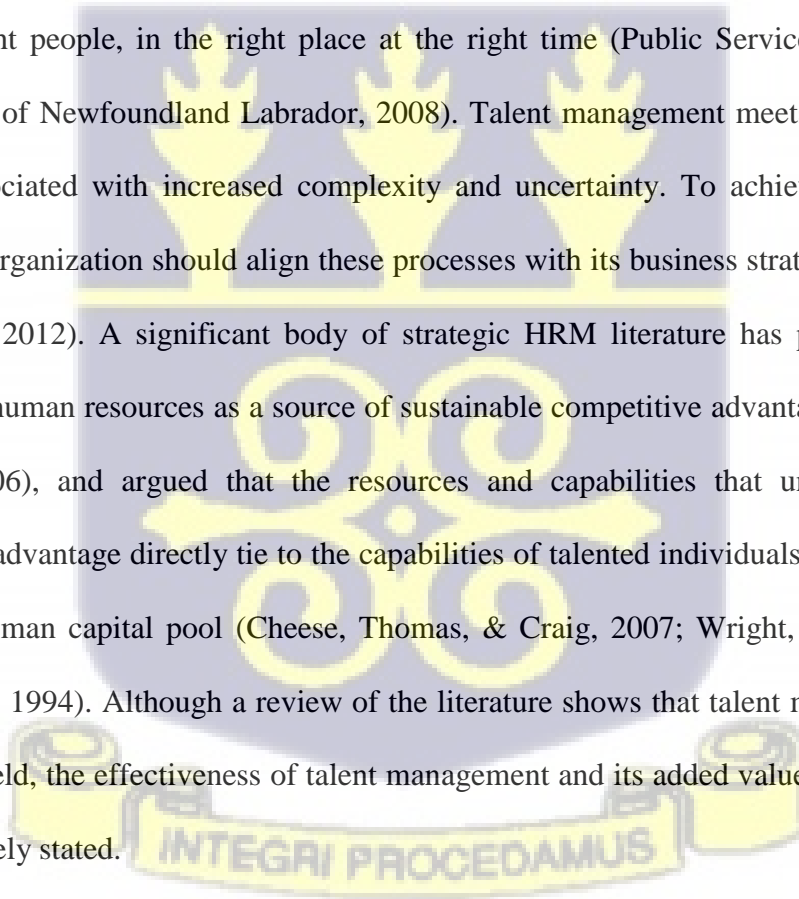 nt people, in the right place at the right time (Public Service
of Newfoundland Labrador, 2008). Talent management meet
ociated with increased complexity and uncertainty. To achie
rganization should align these processes with its business strat
2012). A significant body of strategic HRM literature has p
human resources as a source of sustainable competitive advanta
06), and argued that the resources and capabilities that u
advantage directly tie to the capabilities of talented individuals
man capital pool (Cheese, Thomas, & Craig, 2007; Wright,
1994). Although a review of the literature shows that talent
eld, the effectiveness of talent management and its added value
ely stated.
INTEGRI PROCEDAMUS